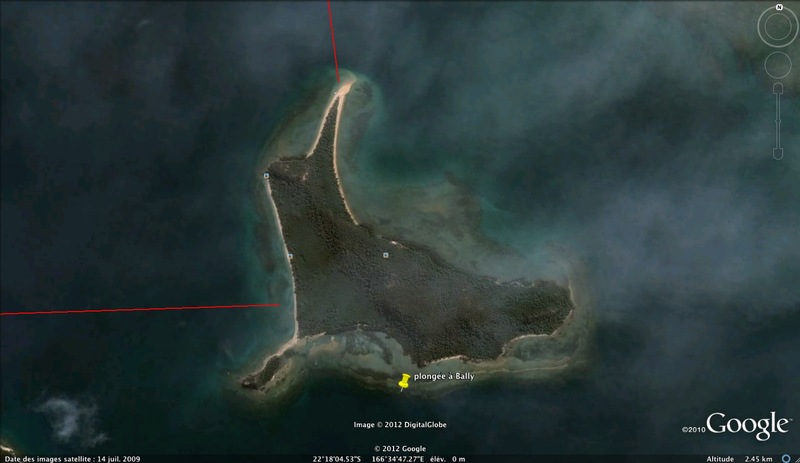 N
plongée à Bally
Image © 2012 DigitalGlobe
©2010 Google
© 2012 Google
Date des images satellite : 14 juil. 2009 22°18'04.53"S 166°34'47.27"E élév. 0 m Altitude 2.45 km